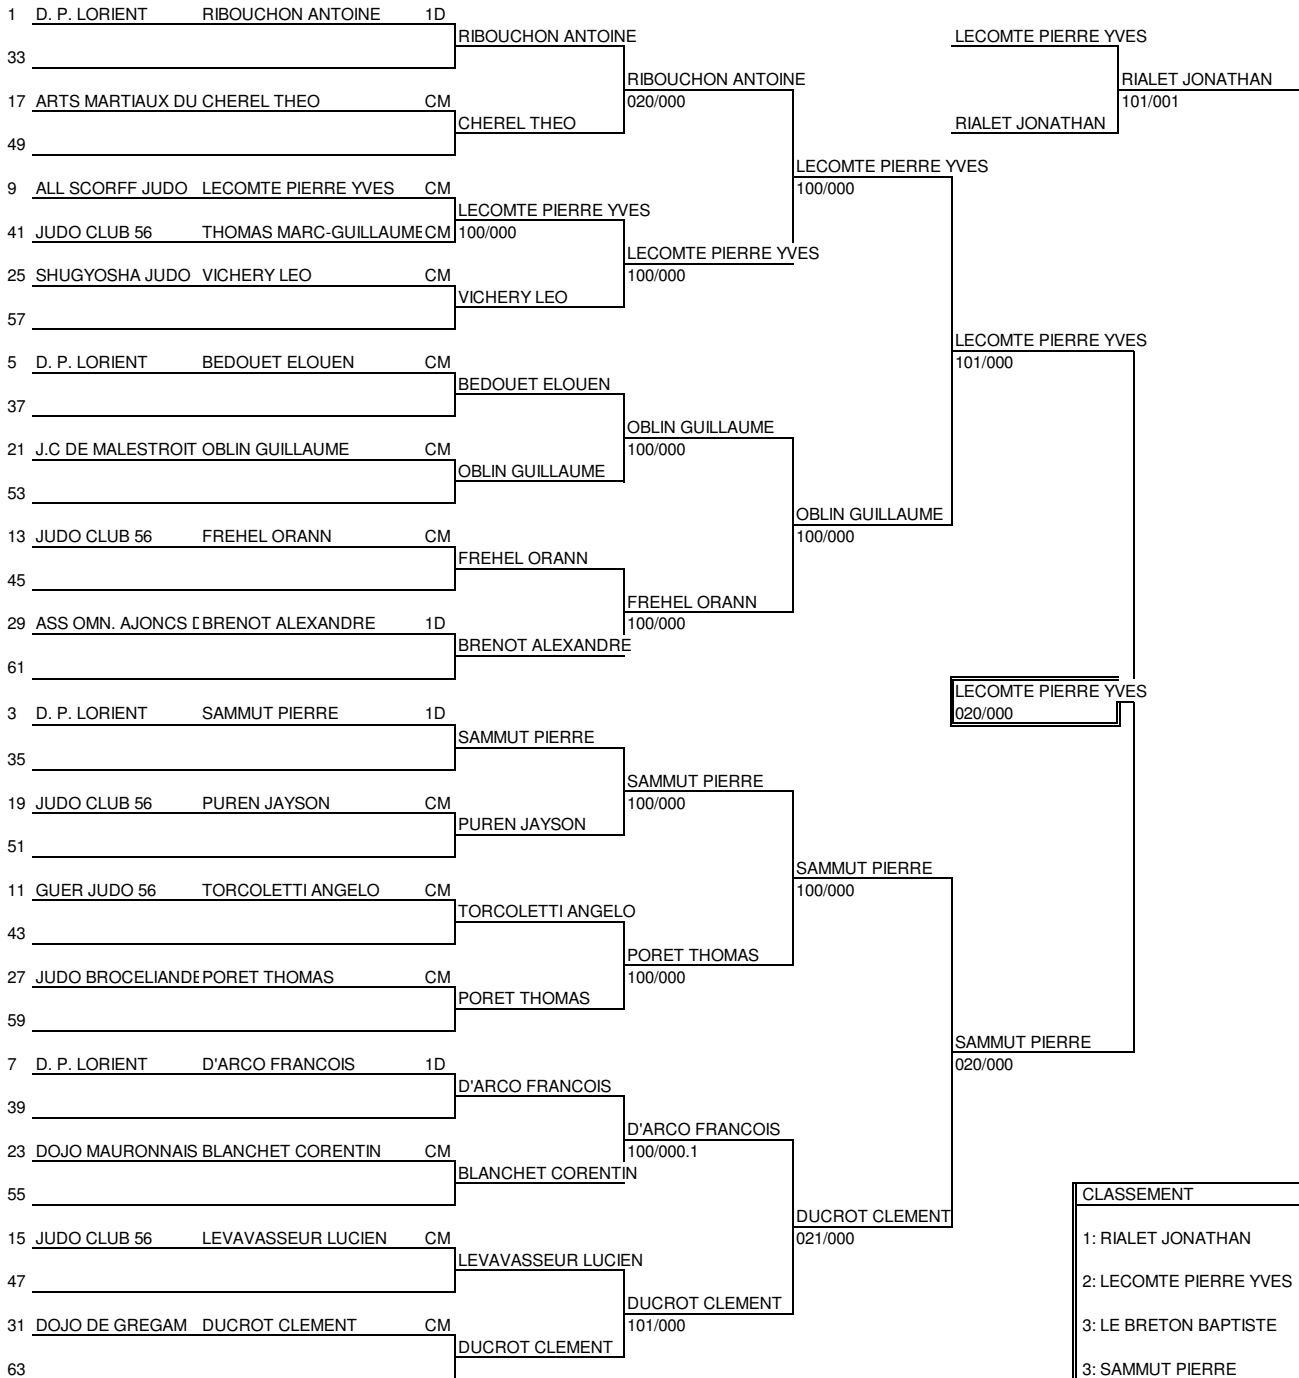 1 D. P. LORIENT RIBOUCHON ANTOINE 1D
RIBOUCHON ANTOINE LECOMTE PIERRE YVES
33
RIBOUCHON ANTOINE RIALET JONATHAN
17 ARTS MARTIAUX DU CHEREL THEO CM 020/000 101/001
CHEREL THEO RIALET JONATHAN
49
LECOMTE PIERRE YVES
9 ALL SCORFF JUDO LECOMTE PIERRE YVES CM 100/000
LECOMTE PIERRE YVES
41 JUDO CLUB 56 THOMAS MARC-GUILLAUME CM 100/000
LECOMTE PIERRE YVES
25 SHUGYOSHA JUDO VICHERY LEO CM 100/000
VICHERY LEO
57
LECOMTE PIERRE YVES
5 D. P. LORIENT BEDOUET ELOUEN CM 101/000
BEDOUET ELOUEN
37
OBLIN GUILLAUME
21 J.C DE MALESTROIT OBLIN GUILLAUME CM 100/000
OBLIN GUILLAUME
53
OBLIN GUILLAUME
13 JUDO CLUB 56 FREHEL ORANN CM 100/000
FREHEL ORANN
45
FREHEL ORANN
29 ASS OMN. AJONCS BRENOT ALEXANDRE 1D 100/000
BRENOT ALEXANDRE
61
LECOMTE PIERRE YVES
3 D. P. LORIENT SAMMUT PIERRE 1D 020/000
SAMMUT PIERRE
35
SAMMUT PIERRE
19 JUDO CLUB 56 PUREN JAYSON CM 100/000
PUREN JAYSON
51
SAMMUT PIERRE
11 GUER JUDO 56 TORCOLETTI ANGELO CM 100/000
TORCOLETTI ANGELO
43
PORET THOMAS
27 JUDO BROCELIANDE PORET THOMAS CM 100/000
PORET THOMAS
59
SAMMUT PIERRE
7 D. P. LORIENT D'ARCO FRANCOIS 1D 020/000
D'ARCO FRANCOIS
39
D'ARCO FRANCOIS
23 DOJO MAURONNAIS BLANCHET CORENTIN CM 100/000.1
BLANCHET CORENTIN
55 CLASSEMENT
DUCROT CLEMENT
15 JUDO CLUB 56 LEVAVASSEUR LUCIEN CM 021/000 1: RIALET JONATHAN
LEVAVASSEUR LUCIEN
47 2: LECOMTE PIERRE YVES
DUCROT CLEMENT
31 DOJO DE GREGAM DUCROT CLEMENT CM 101/000 3: LE BRETON BAPTISTE
DUCROT CLEMENT
63 3: SAMMUT PIERRE